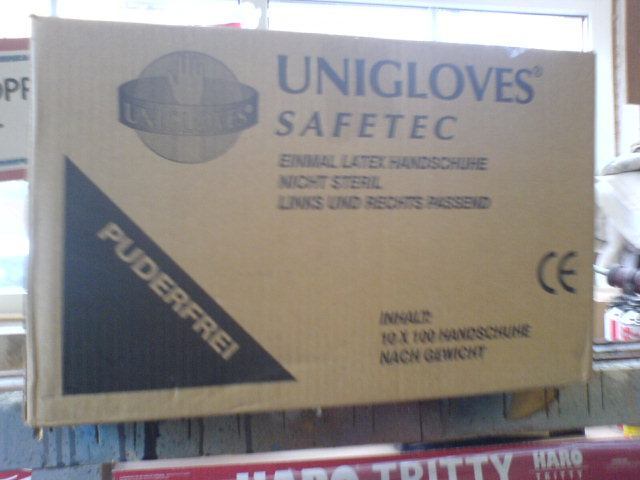 UNIGLOVES
UNIGLOVES®
SAFETEC
EINMAL LATEX HANDSCHUHE
NICHT STERIL
LINKS UND RECHTS PASSEND
PUDERFREI
CE
INHALT:
10 X 100 HANDSCHUHE
NACH GEWICHT
HARO TRITTY
HARO
TRITTY